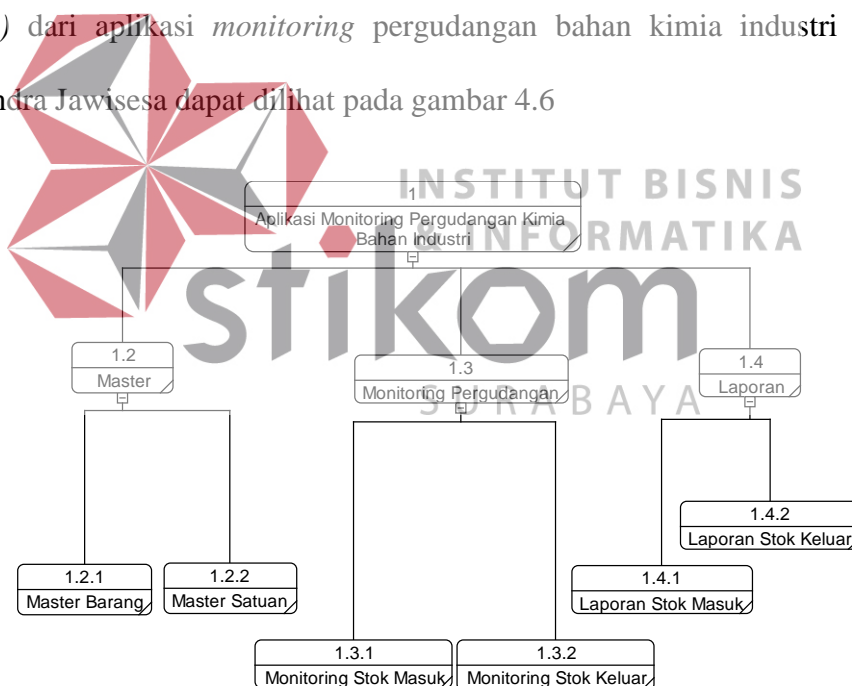 ) dari aplikasi monitoring pergudangan bahan kimia industri
ndra Jawisesa dapat dilihat pada gambar 4.6
INSTITUT BISNIS
& INFORMATIKA
stikom
SURABAYA
1
Aplikasi Monitoring Pergudangan Kimia
Bahan Industri
1.2
Master
1.3
Monitoring Pergudangan
1.4
Laporan
1.4.2
Laporan Stok Keluar
1.2.1
Master Barang
1.2.2
Master Satuan
1.4.1
Laporan Stok Masuk
1.3.1
Monitoring Stok Masuk
1.3.2
Monitoring Stok Keluar